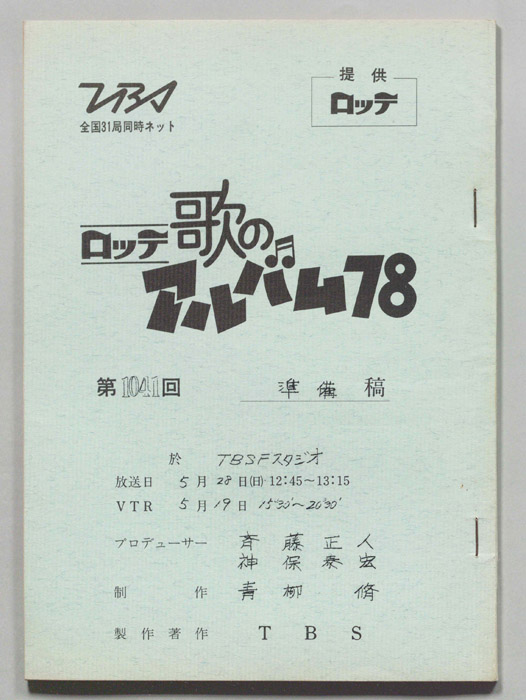 TBS
全国31局同時ネット
提供
ロッテ
ロッテ歌の
アルバム78
第1041回
準備稿
於 TBSFスタジオ
放送日 5月28日(日) 12:45〜13:15
VTR 5月19日 15°30'〜20°30'
プロデューサー 斉藤正人
神保泰宏
制作 青柳脩
製作著作 TBS